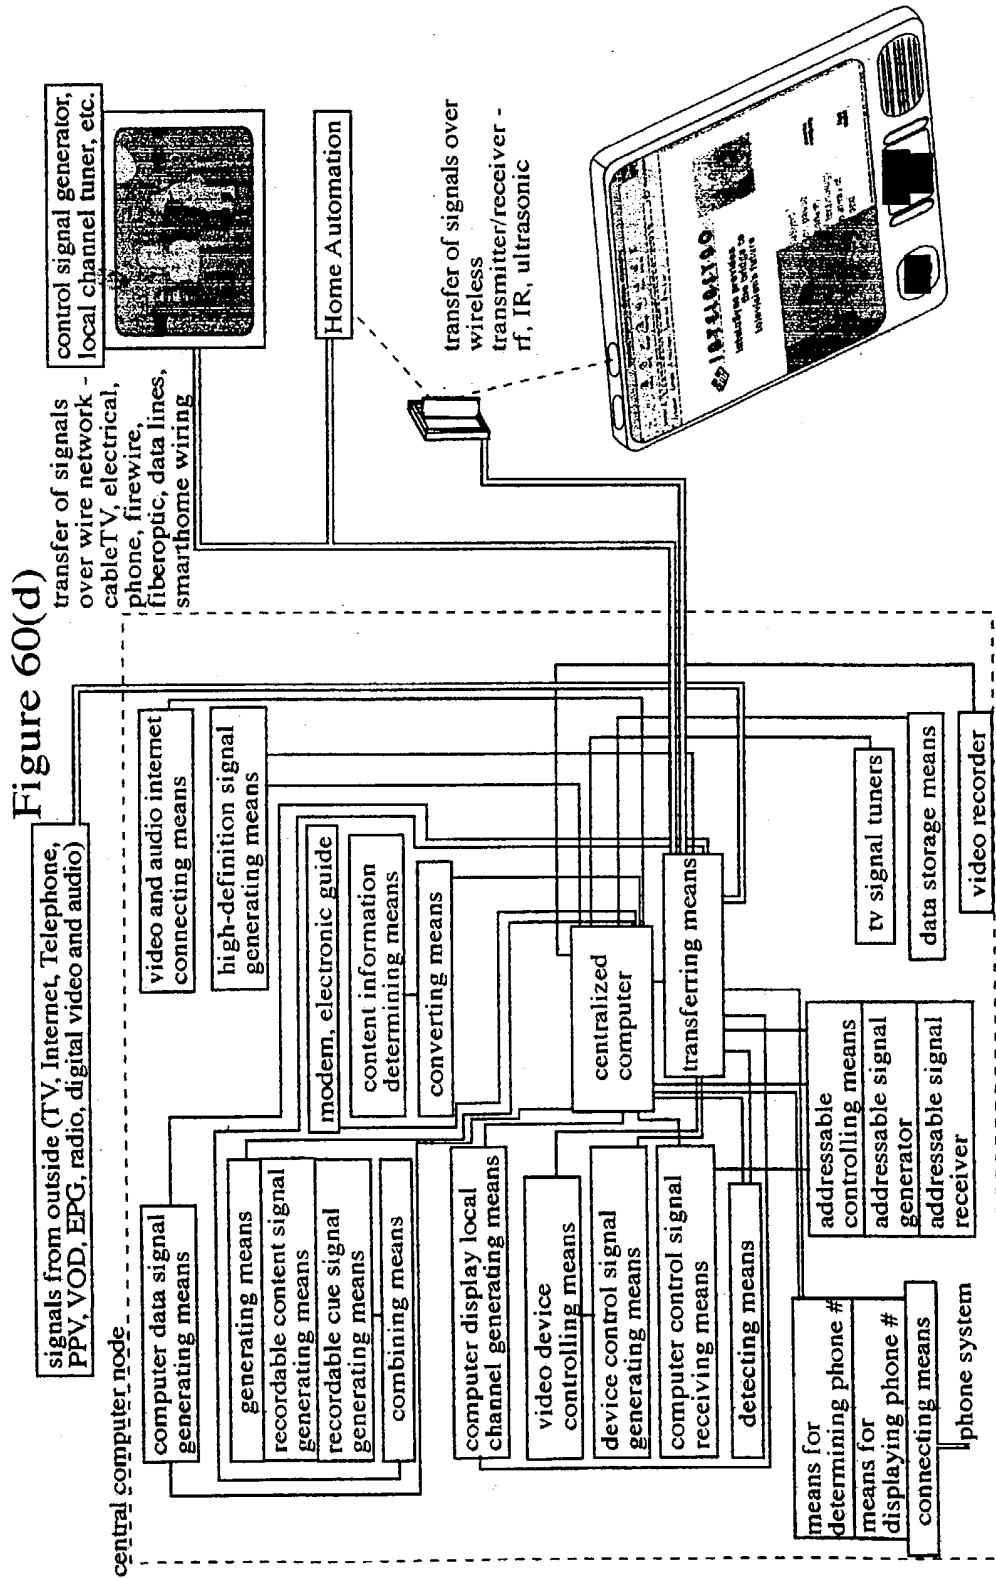 Figure 60(d)
signals from outside (TV, Internet, Telephone,
PPV, VOD, EPG, radio, digital video and audio)
transfer of signals
over wire network -
cableTV, electrical,
phone, firewire,
fiberoptic, data lines,
smarthome wiring
control signal generator,
local channel tuner, etc.
central computer node
computer data signal
generating means
video and audio internet
connecting means
high-definition signal
generating means
generating means
recordable content signal
generating means
recordable cue signal
generating means
combining means
modem, electronic guide
content information
determining means
converting means
Home Automation
transfer of signals over
wireless
transmitter/receiver -
rf, IR, ultrasonic
computer display local
channel generating means
video device
controlling means
device control signal
generating means
computer control signal
receiving means
detecting means
centralized
computer
transferring means
tv signal tuners
data storage means
video recorder
addressable
controlling means
addressable signal
generator
addressable signal
receiver
means for
determining phone #
means for
displaying phone #
connecting means
phone system
provides
the bridge to
future